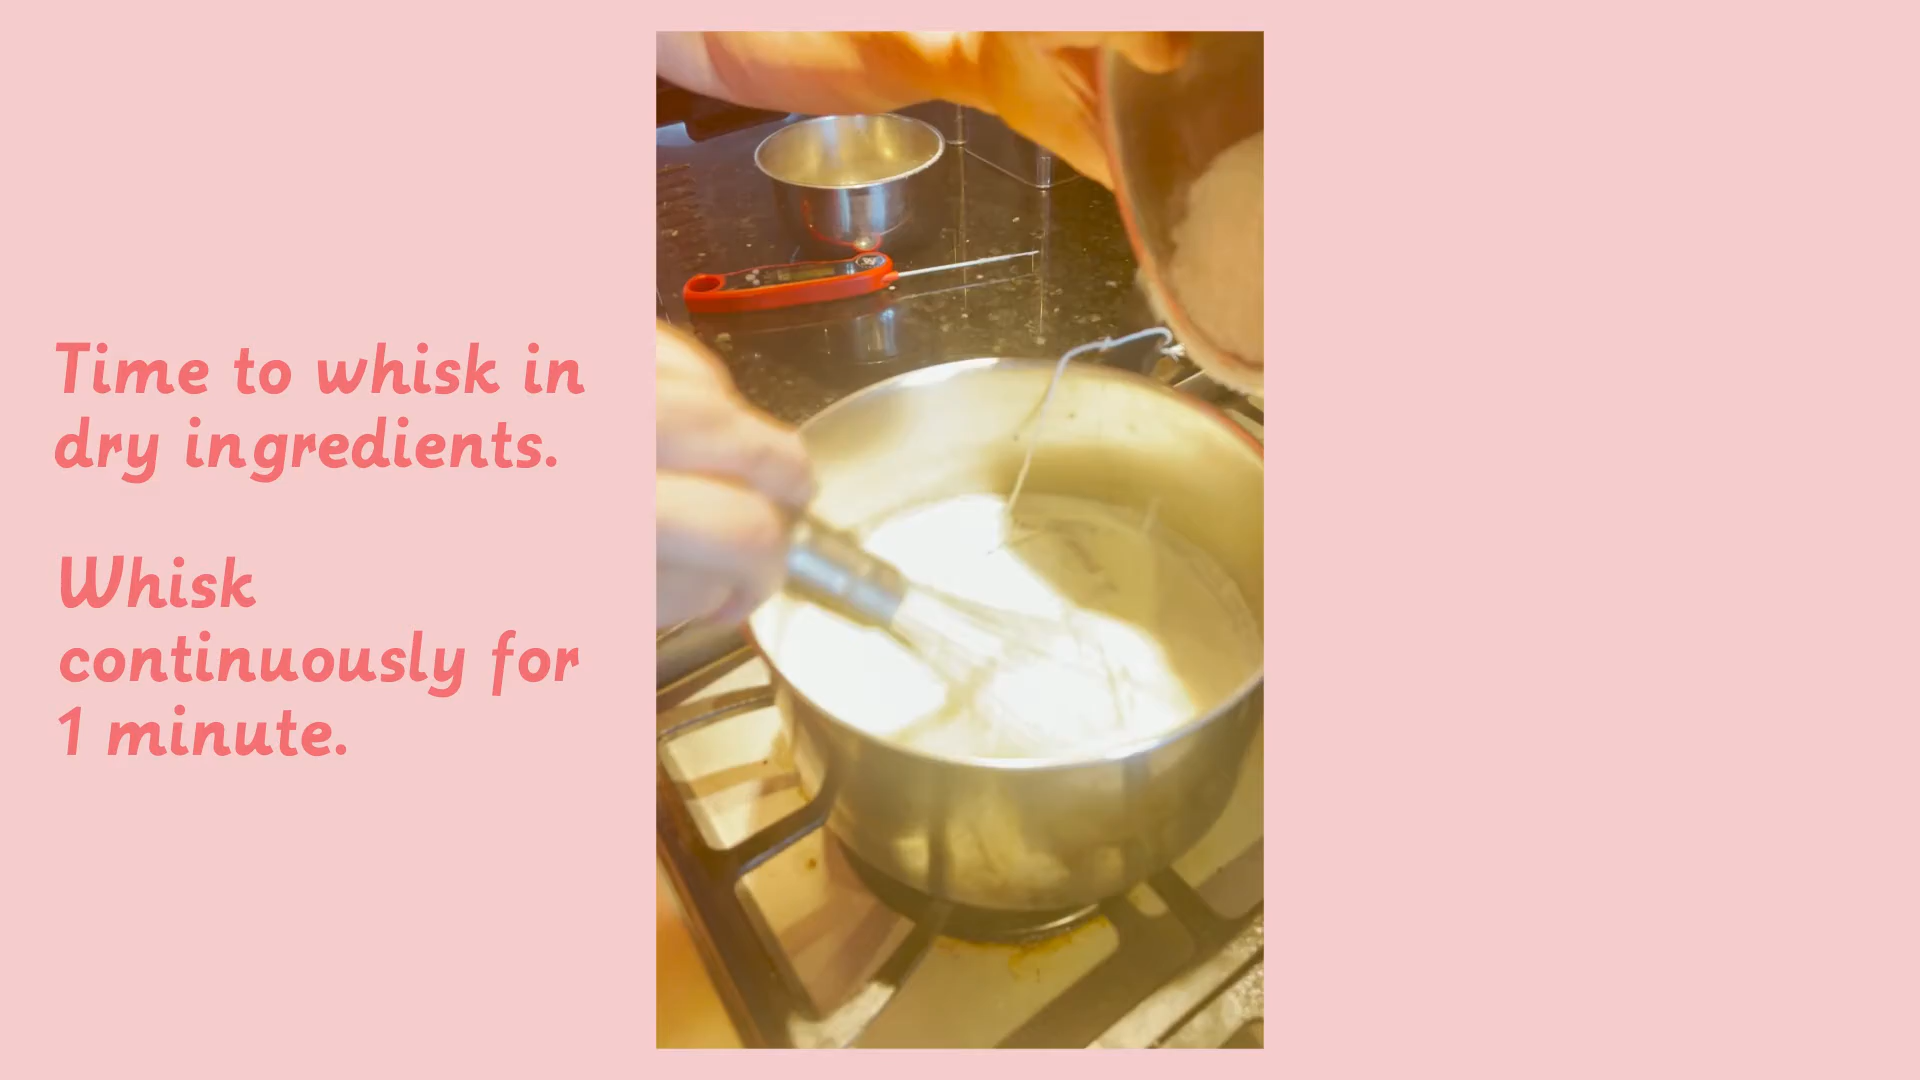 Time to whisk in
dry ingredients.
Whisk
continuously for
1 minute.